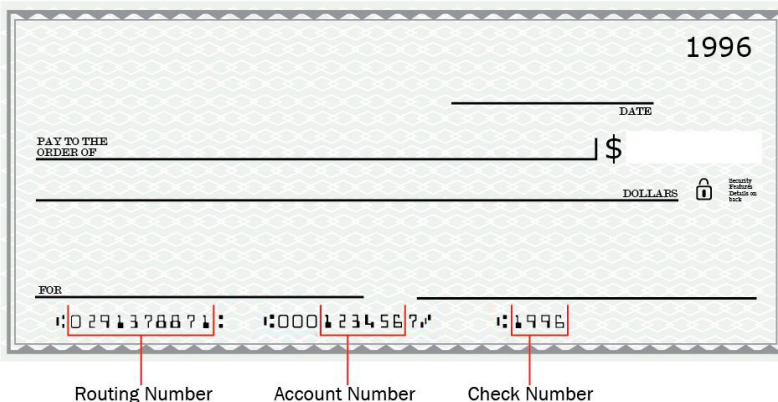 1996
DATE
PAY TO THE
ORDER OF
$
DOLLARS
Security
Features
Details on
back
FOR
⑆029137887⑆ ⑆0001234567⑈ ⑆1996
Routing Number Account Number Check Number